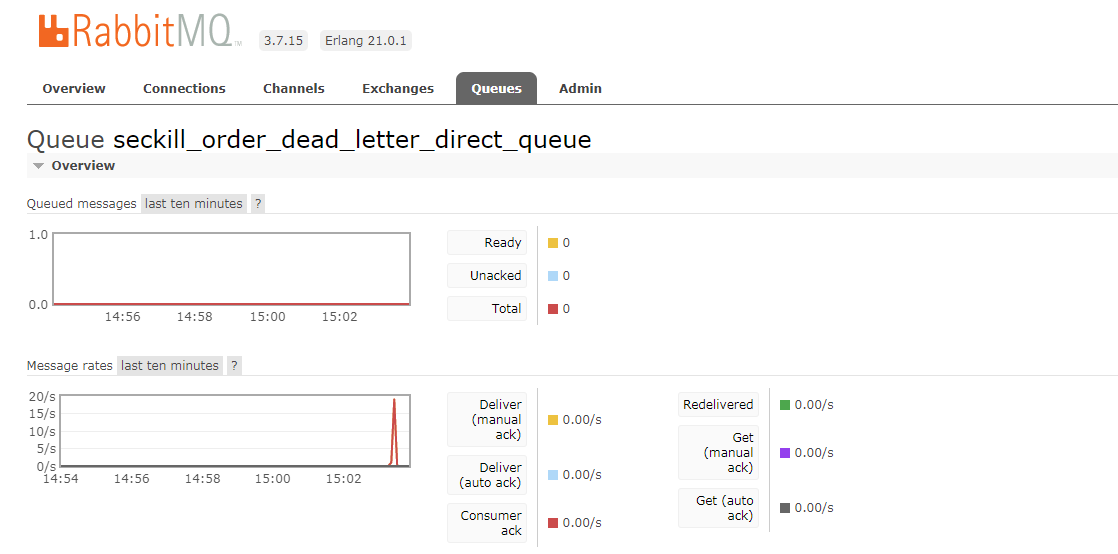 RabbitMQ TM 3.7.15 Erlang 21.0.1
Overview Connections Channels Exchanges Queues Admin
Queue seckill_order_dead_letter_direct_queue
Overview
Queued messages last ten minutes ?
1.0
0.0
14:56 14:58 15:00 15:02
Ready 0
Unacked 0
Total 0
Message rates last ten minutes ?
20/s
15/s
10/s
5/s
0/s
14:54 14:56 14:58 15:00 15:02
Deliver
(manual
ack)
0.00/s
Deliver
(auto ack)
0.00/s
Consumer
ack
0.00/s
Redelivered 0.00/s
Get
(manual
ack)
0.00/s
Get (auto
ack)
0.00/s